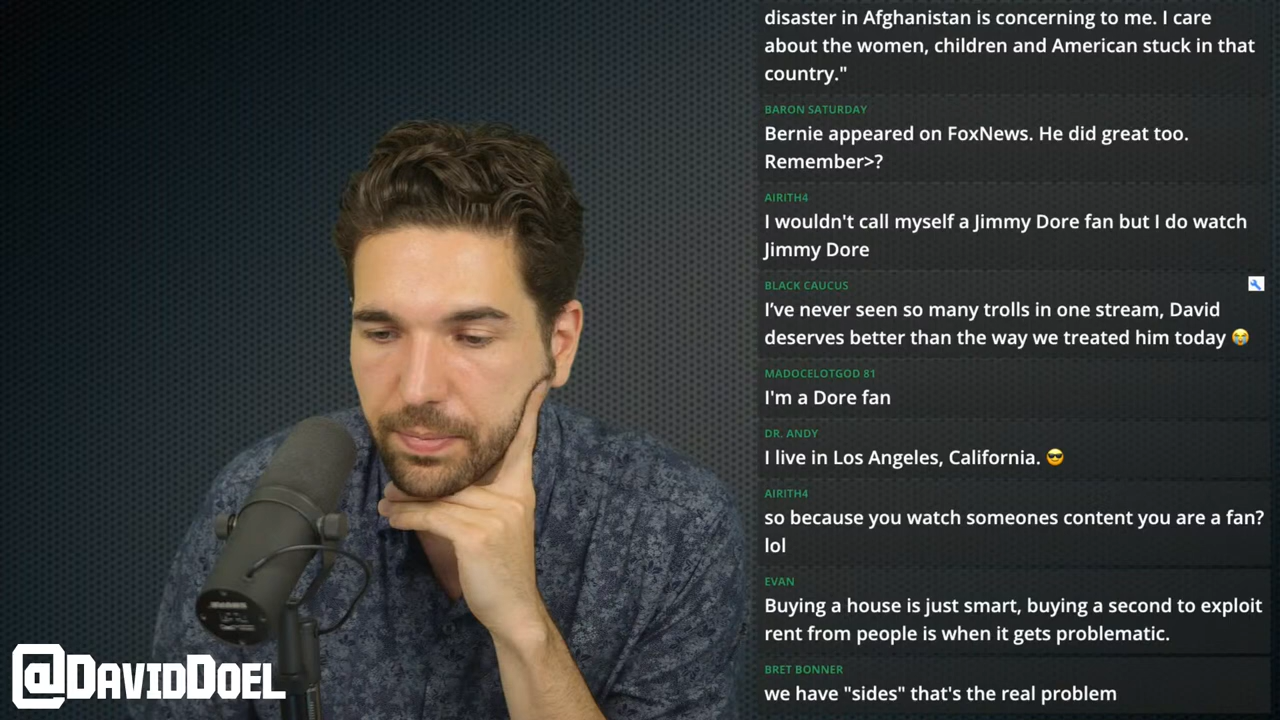 disaster in Afghanistan is concerning to me. I care
about the women, children and American stuck in that
country."
BARON SATURDAY
Bernie appeared on FoxNews. He did great too.
Remember>?
AIRITH4
I wouldn't call myself a Jimmy Dore fan but I do watch
Jimmy Dore
BLACK CAUCUS
I’ve never seen so many trolls in one stream, David
deserves better than the way we treated him today 😭
MADOCELOTGOD 81
I'm a Dore fan
DR. ANDY
I live in Los Angeles, California. 😎
AIRITH4
so because you watch someones content you are a fan?
lol
EVAN
Buying a house is just smart, buying a second to exploit
rent from people is when it gets problematic.
BRET BONNER
we have "sides" that's the real problem
@DAVIDDOEL